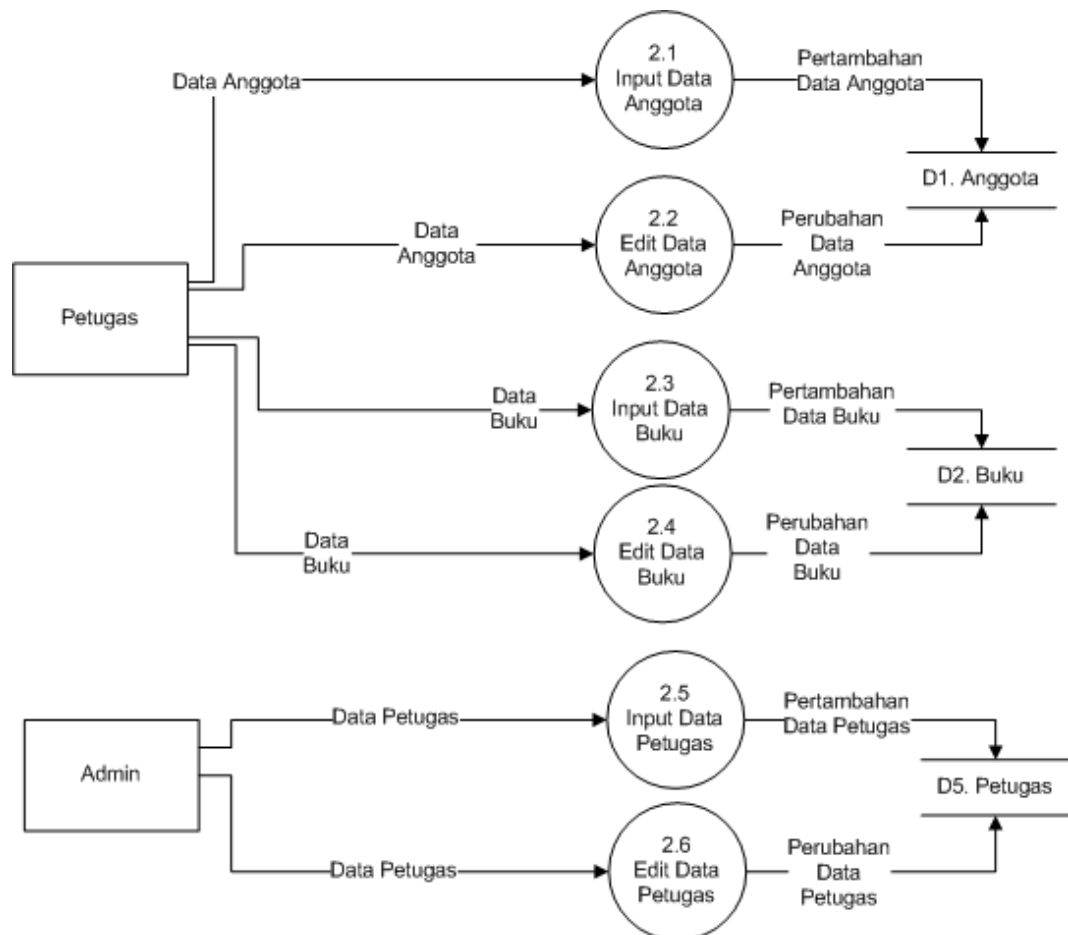 2.1
Input Data
Anggota
Data Anggota
Pertambahan
Data Anggota
D1. Anggota
2.2
Edit Data
Anggota
Data
Anggota
Perubahan
Data
Anggota
Petugas
2.3
Input Data
Buku
Data
Buku
Pertambahan
Data Buku
D2. Buku
2.4
Edit Data
Buku
Data
Buku
Perubahan
Data
Buku
2.5
Input Data
Petugas
Data Petugas
Pertambahan
Data Petugas
Admin
D5. Petugas
2.6
Edit Data
Petugas
Data Petugas
Perubahan
Data
Petugas